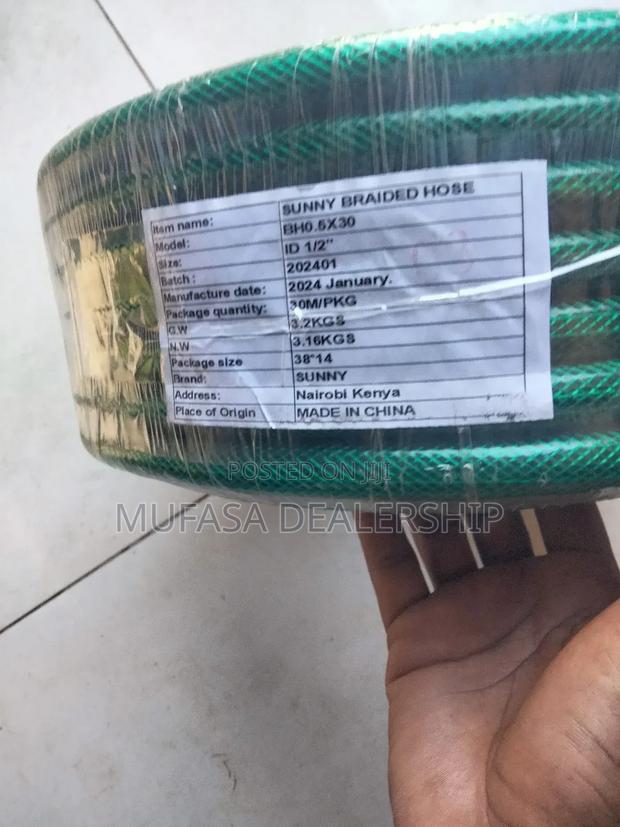 Item name: SUNNY BRAIDED HOSE
Model: BH0.5X30
Size: ID 1/2"
Batch : 202401
Manufacture date: 2024 January.
Package quantity: 30M/PKG
G.W 3.2KGS
N.W 3.16KGS
Package size 38*14
Brand: SUNNY
Address: Nairobi Kenya
Place of Origin MADE IN CHINA
POSTED ON JIJI
MUFASA DEALERSHIP